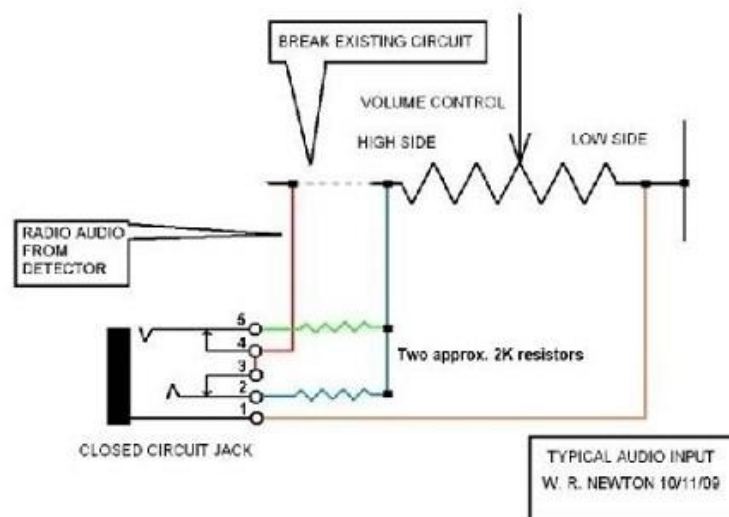 BREAK EXISTING CIRCUIT
VOLUME CONTROL
HIGH SIDE
LOW SIDE
RADIO AUDIO
FROM
DETECTOR
5
4
3
2
1
Two approx. 2K resistors
CLOSED CIRCUIT JACK
TYPICAL AUDIO INPUT
W. R. NEWTON 10/11/09